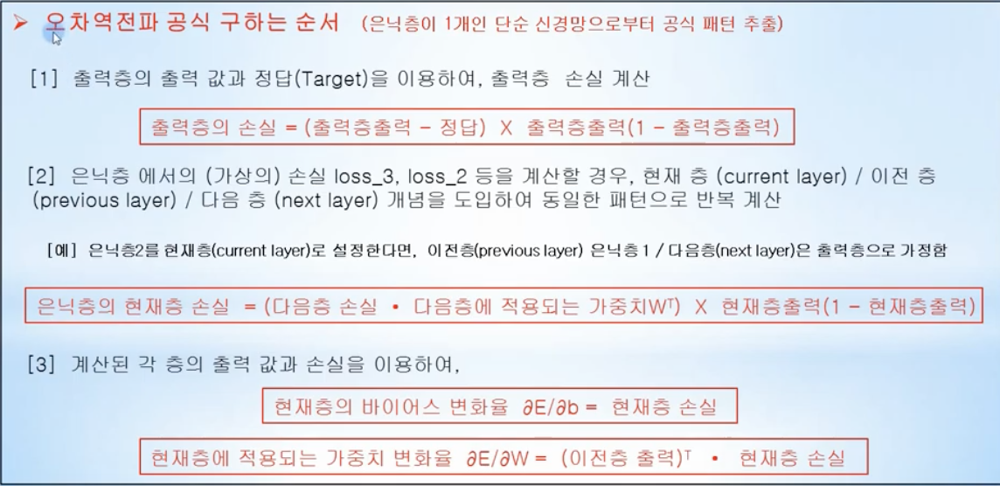 ➤ 오차역전파 공식 구하는 순서 (은닉층이 1개인 단순 신경망으로부터 공식 패턴 추출)
[1] 출력층의 출력 값과 정답(Target)을 이용하여, 출력층 손실 계산
출력층의 손실 = (출력층출력 – 정답) X 출력층출력(1 – 출력층출력)
[2] 은닉층 에서의 (가상의) 손실 loss_3, loss_2 등을 계산할 경우, 현재 층 (current layer) / 이전 층
(previous layer) / 다음 층 (next layer) 개념을 도입하여 동일한 패턴으로 반복 계산
[예] 은닉층2를 현재층(current layer)로 설정한다면, 이전층(previous layer) 은닉층1 / 다음층(next layer)은 출력층으로 가정함
은닉층의 현재층 손실 = (다음층 손실 • 다음층에 적용되는 가중치Wᵀ) X 현재층출력(1 – 현재층출력)
[3] 계산된 각 층의 출력 값과 손실을 이용하여,
현재층의 바이어스 변화율 ∂E/∂b = 현재층 손실
현재층에 적용되는 가중치 변화율 ∂E/∂W = (이전층 출력)ᵀ • 현재층 손실